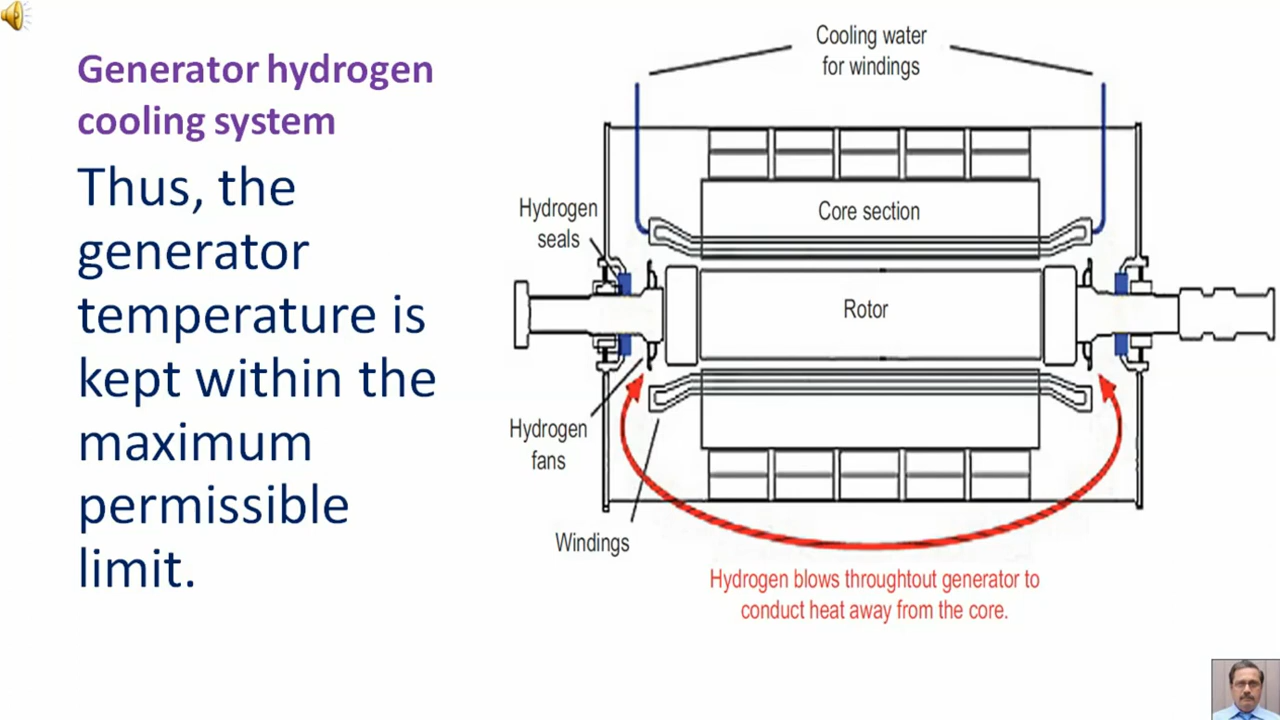 Generator hydrogen
cooling system
Thus, the
generator
temperature is
kept within the
maximum
permissible
limit.
Cooling water
for windings
Hydrogen
seals
Core section
Rotor
Hydrogen
fans
Windings
Hydrogen blows throughtout generator to
conduct heat away from the core.